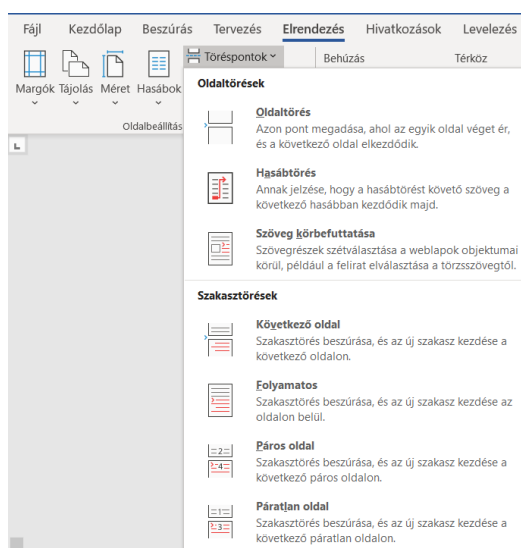 Fájl Kezdőlap Beszúrás Tervezés Elrendezés Hivatkozások Levelezés
Töréspontok Behúzás Térköz
Margók Tájolás Méret Hasábok
Oldalbeállítás
Oldaltörések
Oldaltörés
Azon pont megadása, ahol az egyik oldal véget ér,
és a következő oldal elkezdődik.
Hasábtörés
Annak jelzése, hogy a hasábtörést követő szöveg a
következő hasábban kezdődik majd.
Szöveg körbefuttatása
Szövegrészek szétválasztása a weblapok objektumai
körül, például a felirat elválasztása a törzsszövegtől.
Szakasztörések
Következő oldal
Szakasztörés beszúrása, és az új szakasz kezdése a
következő oldalon.
Folyamatos
Szakasztörés beszúrása, és az új szakasz kezdése az
oldalon belül.
Páros oldal
Szakasztörés beszúrása, és az új szakasz kezdése a
következő páros oldalon.
Páratlan oldal
Szakasztörés beszúrása, és az új szakasz kezdése a
következő páratlan oldalon.